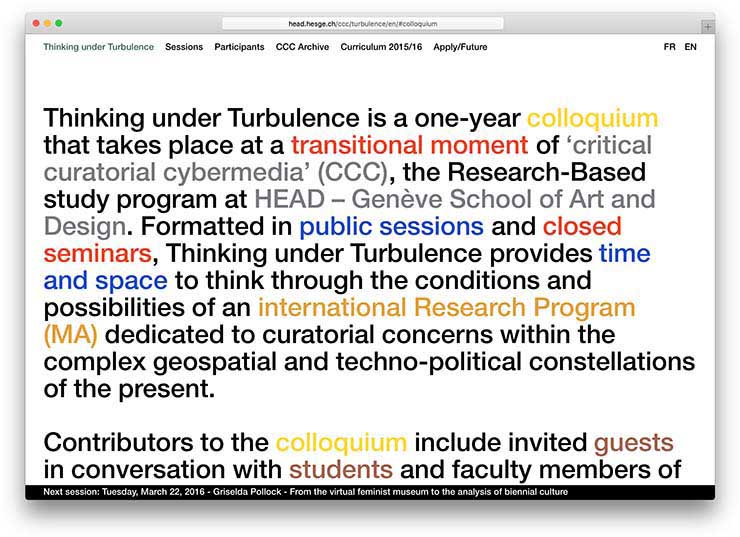 head.hesge.ch/ccc/turbulence/en/#colloquium
Thinking under Turbulence Sessions Participants CCC Archive Curriculum 2015/16 Apply/Future FR EN
Thinking under Turbulence is a one-year colloquium
that takes place at a transitional moment of ‘critical
curatorial cybermedia’ (CCC), the Research-Based
study program at HEAD – Genève School of Art and
Design. Formatted in public sessions and closed
seminars, Thinking under Turbulence provides time
and space to think through the conditions and
possibilities of an international Research Program
(MA) dedicated to curatorial concerns within the
complex geospatial and techno-political constellations
of the present.
Contributors to the colloquium include invited guests
in conversation with students and faculty members of
Next session: Tuesday, March 22, 2016 - Griselda Pollock - From the virtual feminist museum to the analysis of biennial culture